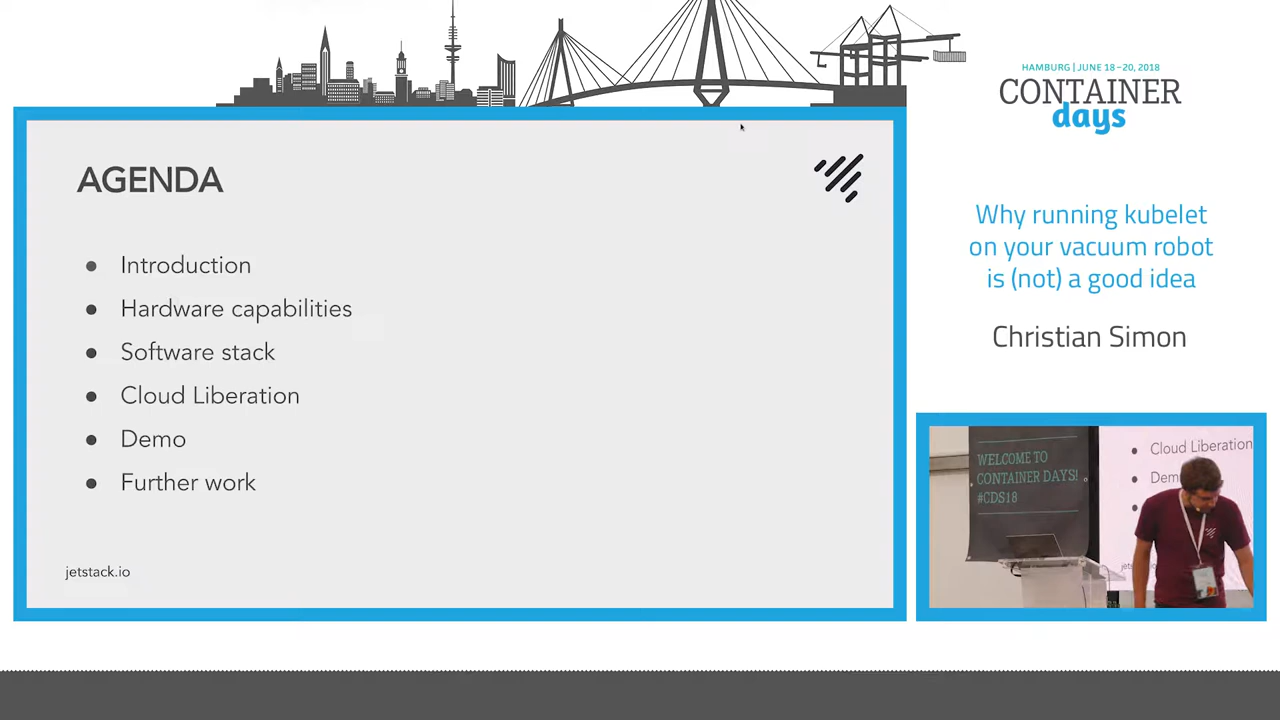 HAMBURG | JUNE 18–20, 2018
CONTAINER
days
AGENDA
● Introduction
● Hardware capabilities
● Software stack
● Cloud Liberation
● Demo
● Further work
jetstack.io
Why running kubelet
on your vacuum robot
is (not) a good idea
Christian Simon
WELCOME TO
CONTAINER DAYS!
#CDS18
● Cloud Liberation